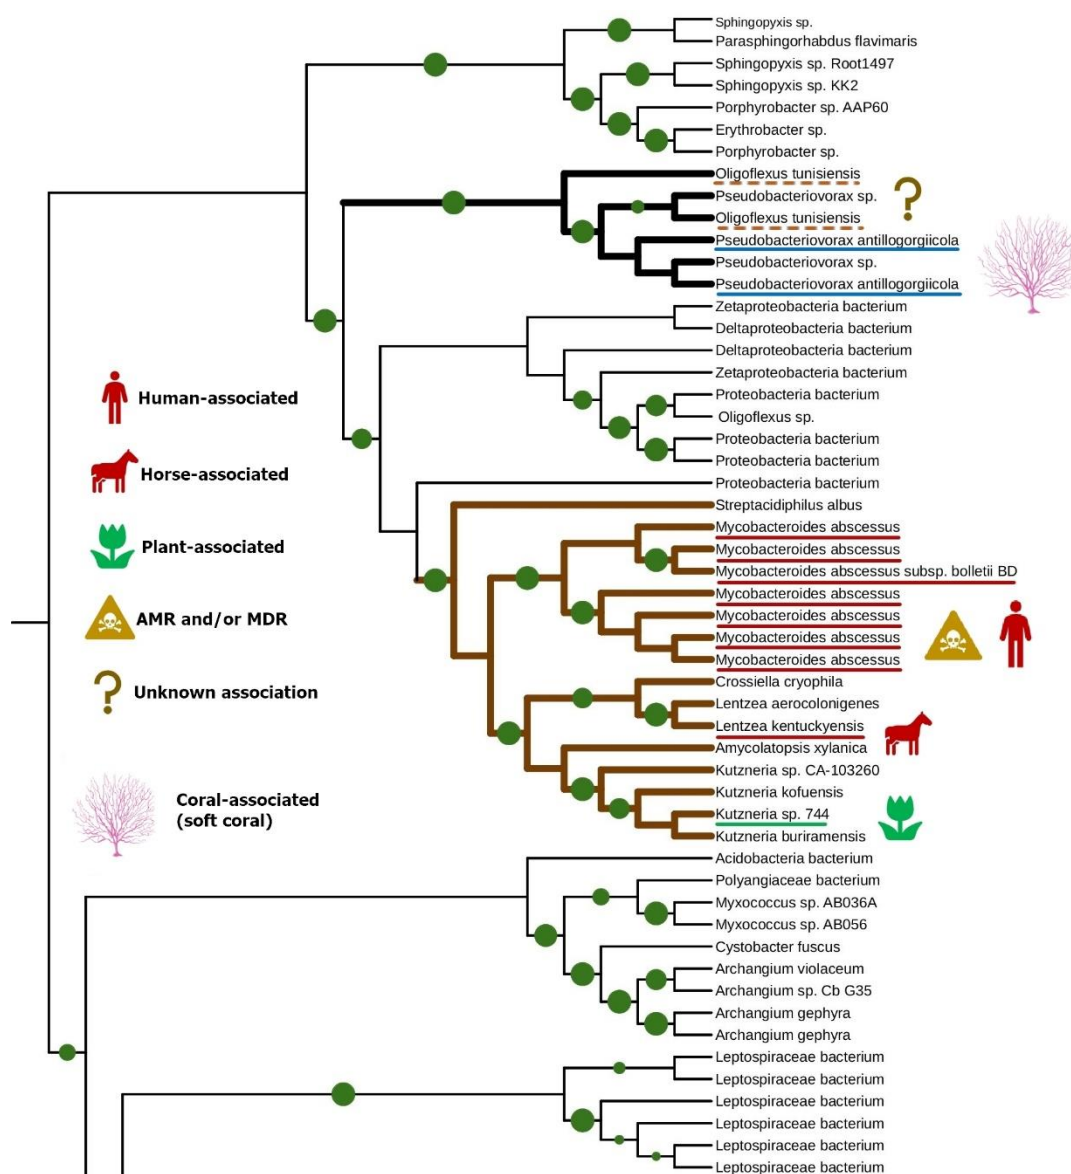 Sphingopyxis sp.
Parasphingorhabdus flavimaris
Sphingopyxis sp. Root1497
Sphingopyxis sp. KK2
Porphyrobacter sp. AAP60
Erythrobacter sp.
Porphyrobacter sp.
Oligoflexus tunisiensis
Pseudobacteriovorax sp.
Oligoflexus tunisiensis
?
Pseudobacteriovorax antillogorgiicola
Pseudobacteriovorax sp.
Pseudobacteriovorax antillogorgiicola
Zetaproteobacteria bacterium
Deltaproteobacteria bacterium
Deltaproteobacteria bacterium
Zetaproteobacteria bacterium
Proteobacteria bacterium
Oligoflexus sp.
Proteobacteria bacterium
Proteobacteria bacterium
Proteobacteria bacterium
Streptacidiphilus albus
Mycobacteroides abscessus
Mycobacteroides abscessus
Mycobacteroides abscessus subsp. bolletii BD
Mycobacteroides abscessus
Mycobacteroides abscessus
Mycobacteroides abscessus
Mycobacteroides abscessus
Crossiella cryophila
Lentzea aerocolonigenes
Lentzea kentuckyensis
Amycolatopsis xylanica
Kutzneria sp. CA-103260
Kutzneria kofuensis
Kutzneria sp. 744
Kutzneria buriramensis
Acidobacteria bacterium
Polyangiaceae bacterium
Myxococcus sp. AB036A
Myxococcus sp. AB056
Cystobacter fuscus
Archangium violaceum
Archangium sp. Cb G35
Archangium gephyra
Archangium gephyra
Leptospiraceae bacterium
Leptospiraceae bacterium
Leptospiraceae bacterium
Leptospiraceae bacterium
Leptospiraceae bacterium
Leptospiraceae bacterium
Human-associated
Horse-associated
Plant-associated
AMR and/or MDR
? Unknown association
Coral-associated
(soft coral)